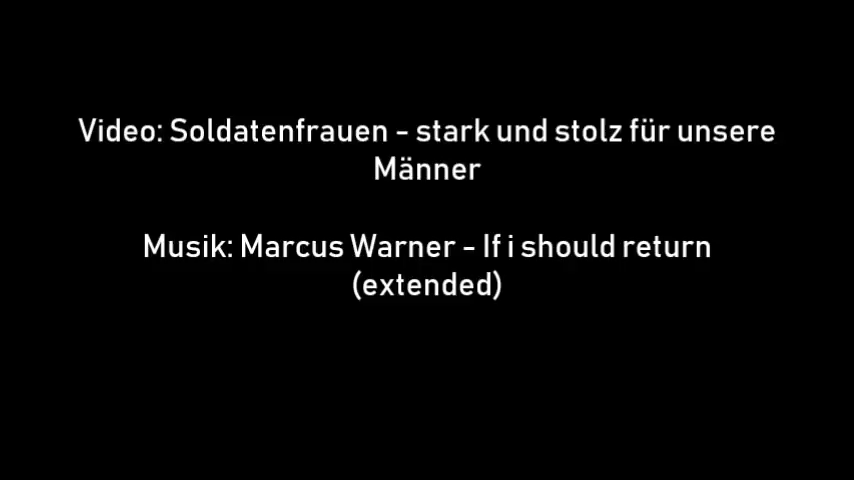 Video: Soldatenfrauen - stark und stolz für unsere
Männer
Musik: Marcus Warner - If i should return
(extended)